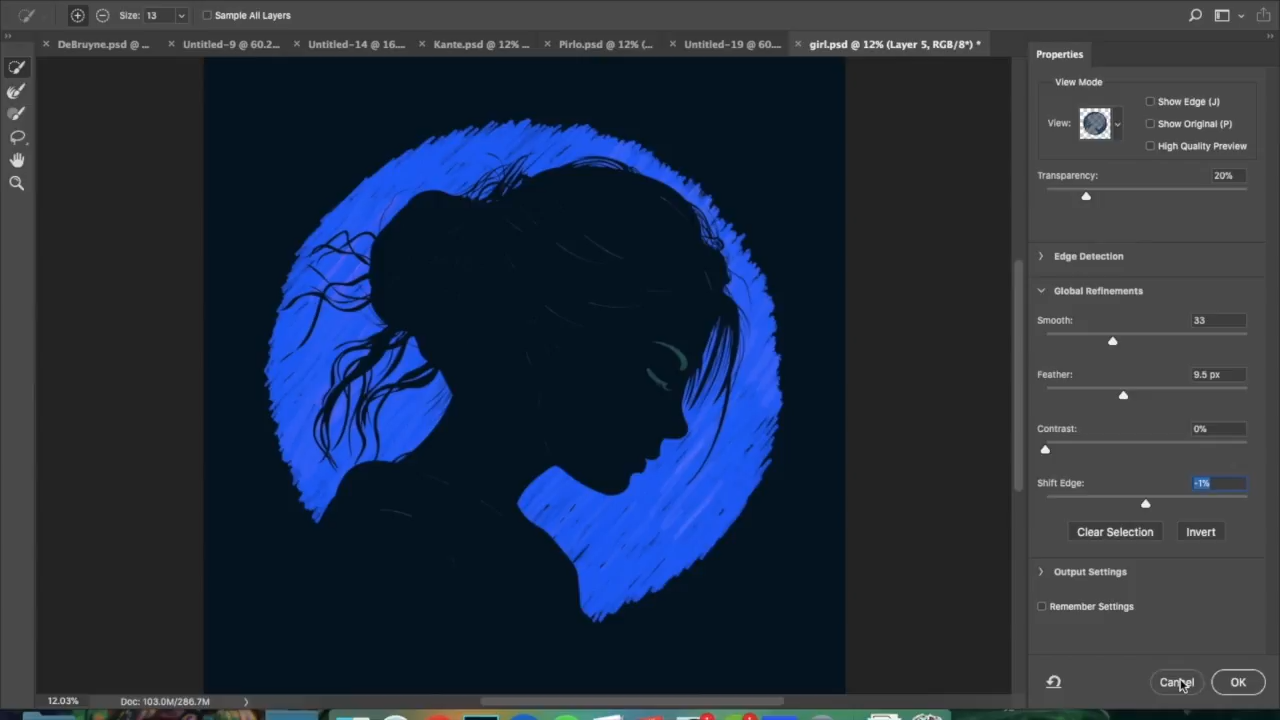 Size: 13 Sample All Layers
DeBruyne.psd @ ... Untitled-9 @ 60.2... Untitled-14 @ 16.... Kante.psd @ 12% ... Pirlo.psd @ 12% (... Untitled-19 @ 60.... girl.psd @ 12% (Layer 5, RGB/8*) *
Properties
View Mode
Show Edge (J)
View:
Show Original (P)
High Quality Preview
Transparency: 20%
Edge Detection
Global Refinements
Smooth: 33
Feather: 9.5 px
Contrast: 0%
Shift Edge: -1%
Clear Selection Invert
Output Settings
Remember Settings
Cancel OK
12.03% Doc: 103.0M/286.7M